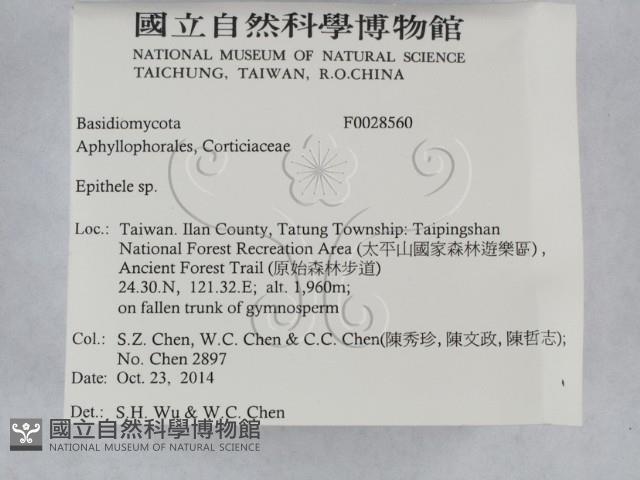 國立自然科學博物館
NATIONAL MUSEUM OF NATURAL SCIENCE
TAICHUNG, TAIWAN, R.O.CHINA
Basidiomycota F0028560
Aphyllophorales, Corticiaceae
Epithele sp.
Loc.: Taiwan. Ilan County, Tatung Township: Taipingshan
National Forest Recreation Area (太平山國家森林遊樂區),
Ancient Forest Trail (原始森林步道)
24.30.N, 121.32.E; alt. 1,960m;
on fallen trunk of gymnosperm
Col.: S.Z. Chen, W.C. Chen & C.C. Chen(陳秀珍, 陳文政, 陳哲志);
No. Chen 2897
Date: Oct. 23, 2014
Det.: S.H. Wu & W.C. Chen
國立自然科學博物館
NATIONAL MUSEUM OF NATURAL SCIENCE